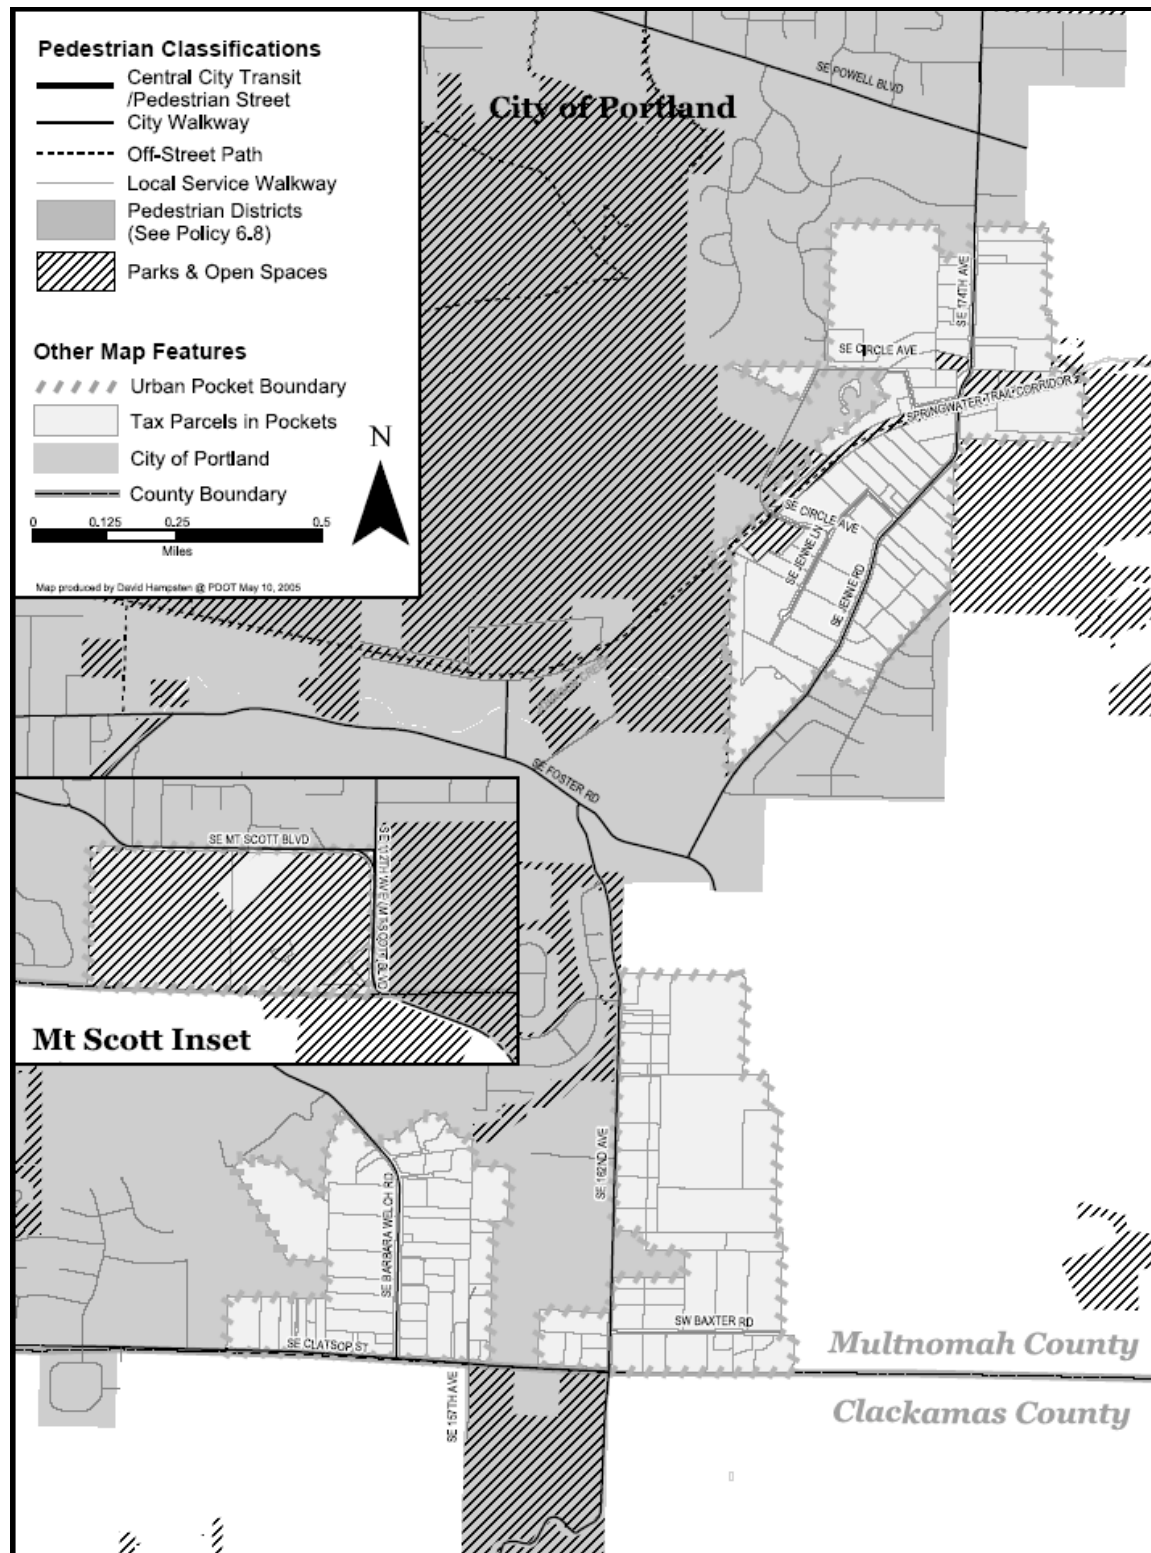 Pedestrian Classifications
Central City Transit
/Pedestrian Street
City Walkway
Off-Street Path
Local Service Walkway
Pedestrian Districts
(See Policy 6.8)
Parks & Open Spaces
Other Map Features
Urban Pocket Boundary
Tax Parcels in Pockets
City of Portland
County Boundary
N
0 0.125 0.25 0.5
Miles
Map produced by David Hampsten @ PDOT May 10, 2005
City of Portland
SE POWELL BLVD
SE 174TH AVE
SE CIRCLE AVE
SPRINGWATER TRAIL CORRIDOR
SE CIRCLE AVE
SE JENNE LN
SE JENNE RD
SE FOSTER RD
SE MT SCOTT BLVD
SE 112TH AVE (MT SCOTT BLVD
Mt Scott Inset
SE 162ND AVE
SE BARBARA WELCH RD
SE CLATSOP ST
SW BAXTER RD
SE 157TH AVE
Multnomah County
Clackamas County